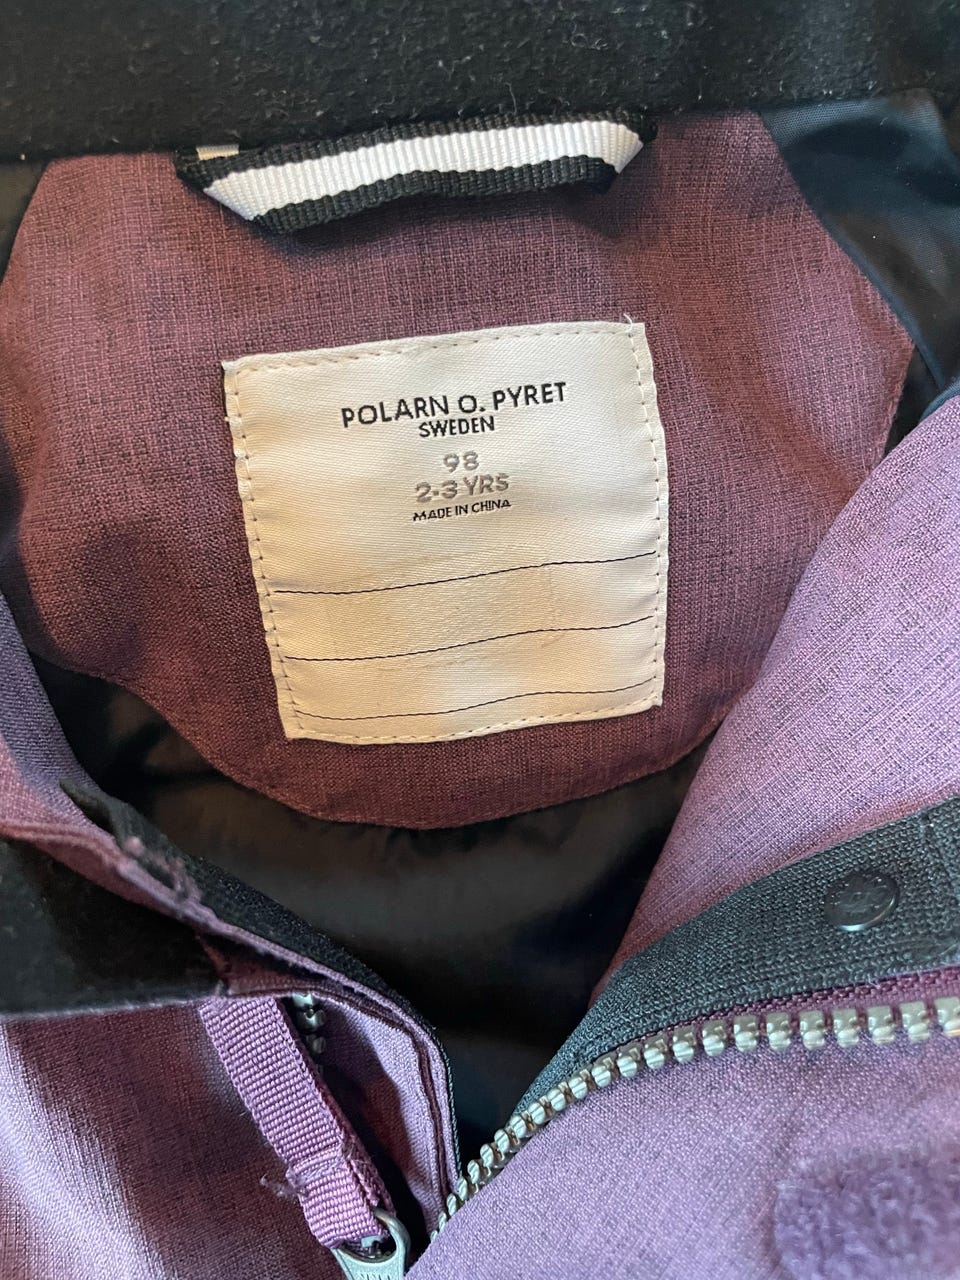 POLARN O. PYRET
SWEDEN
98
2-3 YRS
MADE IN CHINA